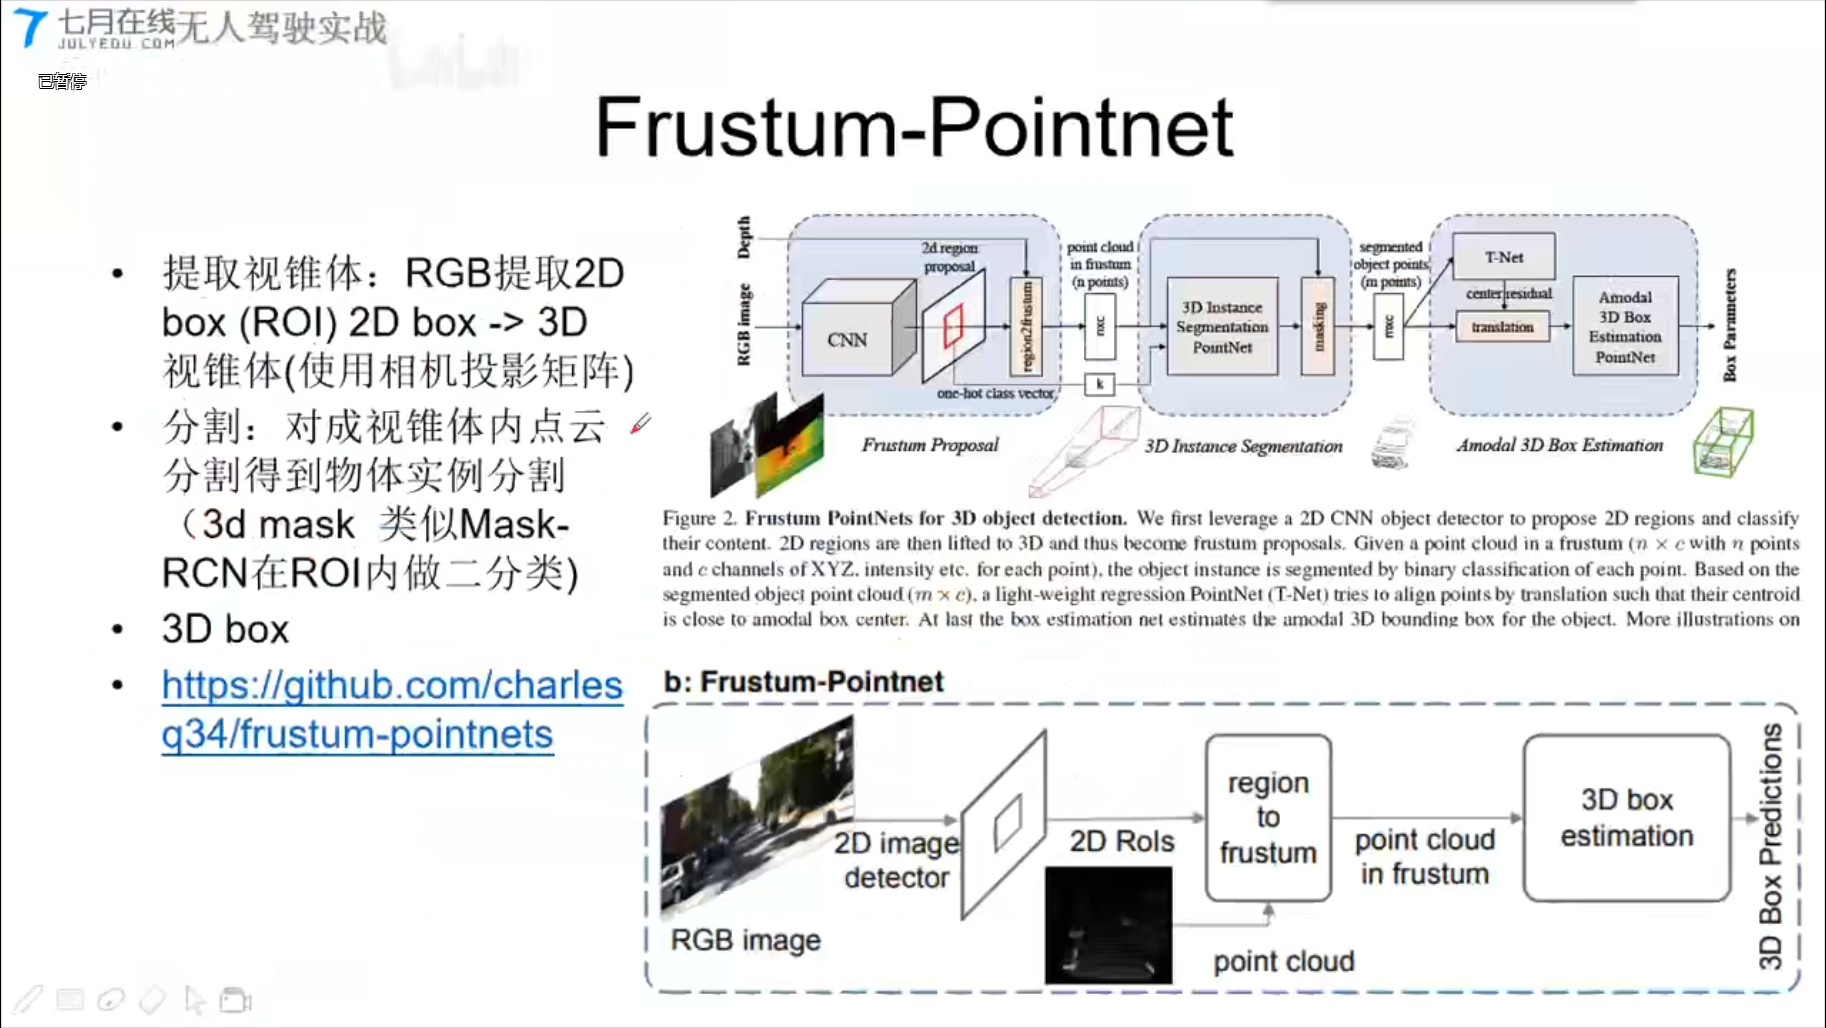 七月在线
JULYEDU.COM
无人驾驶实战
已暂停
Frustum-Pointnet
• 提取视锥体：RGB提取2D
box (ROI) 2D box -> 3D
视锥体(使用相机投影矩阵)
• 分割：对成视锥体内点云
分割得到物体实例分割
（3d mask 类似Mask-
RCN在ROI内做二分类)
• 3D box
• https://github.com/charles
q34/frustum-pointnets
Depth
RGB image
CNN
2d region
proposal
region2frustum
one-hot class vector
point cloud
in frustum
(n points)
nxc
k
3D Instance
Segmentation
PointNet
masking
segmented
object points
(m points)
mxc
T-Net
center residual
translation
Amodal
3D Box
Estimation
PointNet
Box Parameters
Frustum Proposal
3D Instance Segmentation
Amodal 3D Box Estimation
Figure 2. Frustum PointNets for 3D object detection. We first leverage a 2D CNN object detector to propose 2D regions and classify
their content. 2D regions are then lifted to 3D and thus become frustum proposals. Given a point cloud in a frustum (n × c with n points
and c channels of XYZ, intensity etc. for each point), the object instance is segmented by binary classification of each point. Based on the
segmented object point cloud (m × c), a light-weight regression PointNet (T-Net) tries to align points by translation such that their centroid
is close to amodal box center. At last the box estimation net estimates the amodal 3D bounding box for the object. More illustrations on
b: Frustum-Pointnet
RGB image
2D image
detector
2D RoIs
region
to
frustum
point cloud
point cloud
in frustum
3D box
estimation
3D Box Predictions